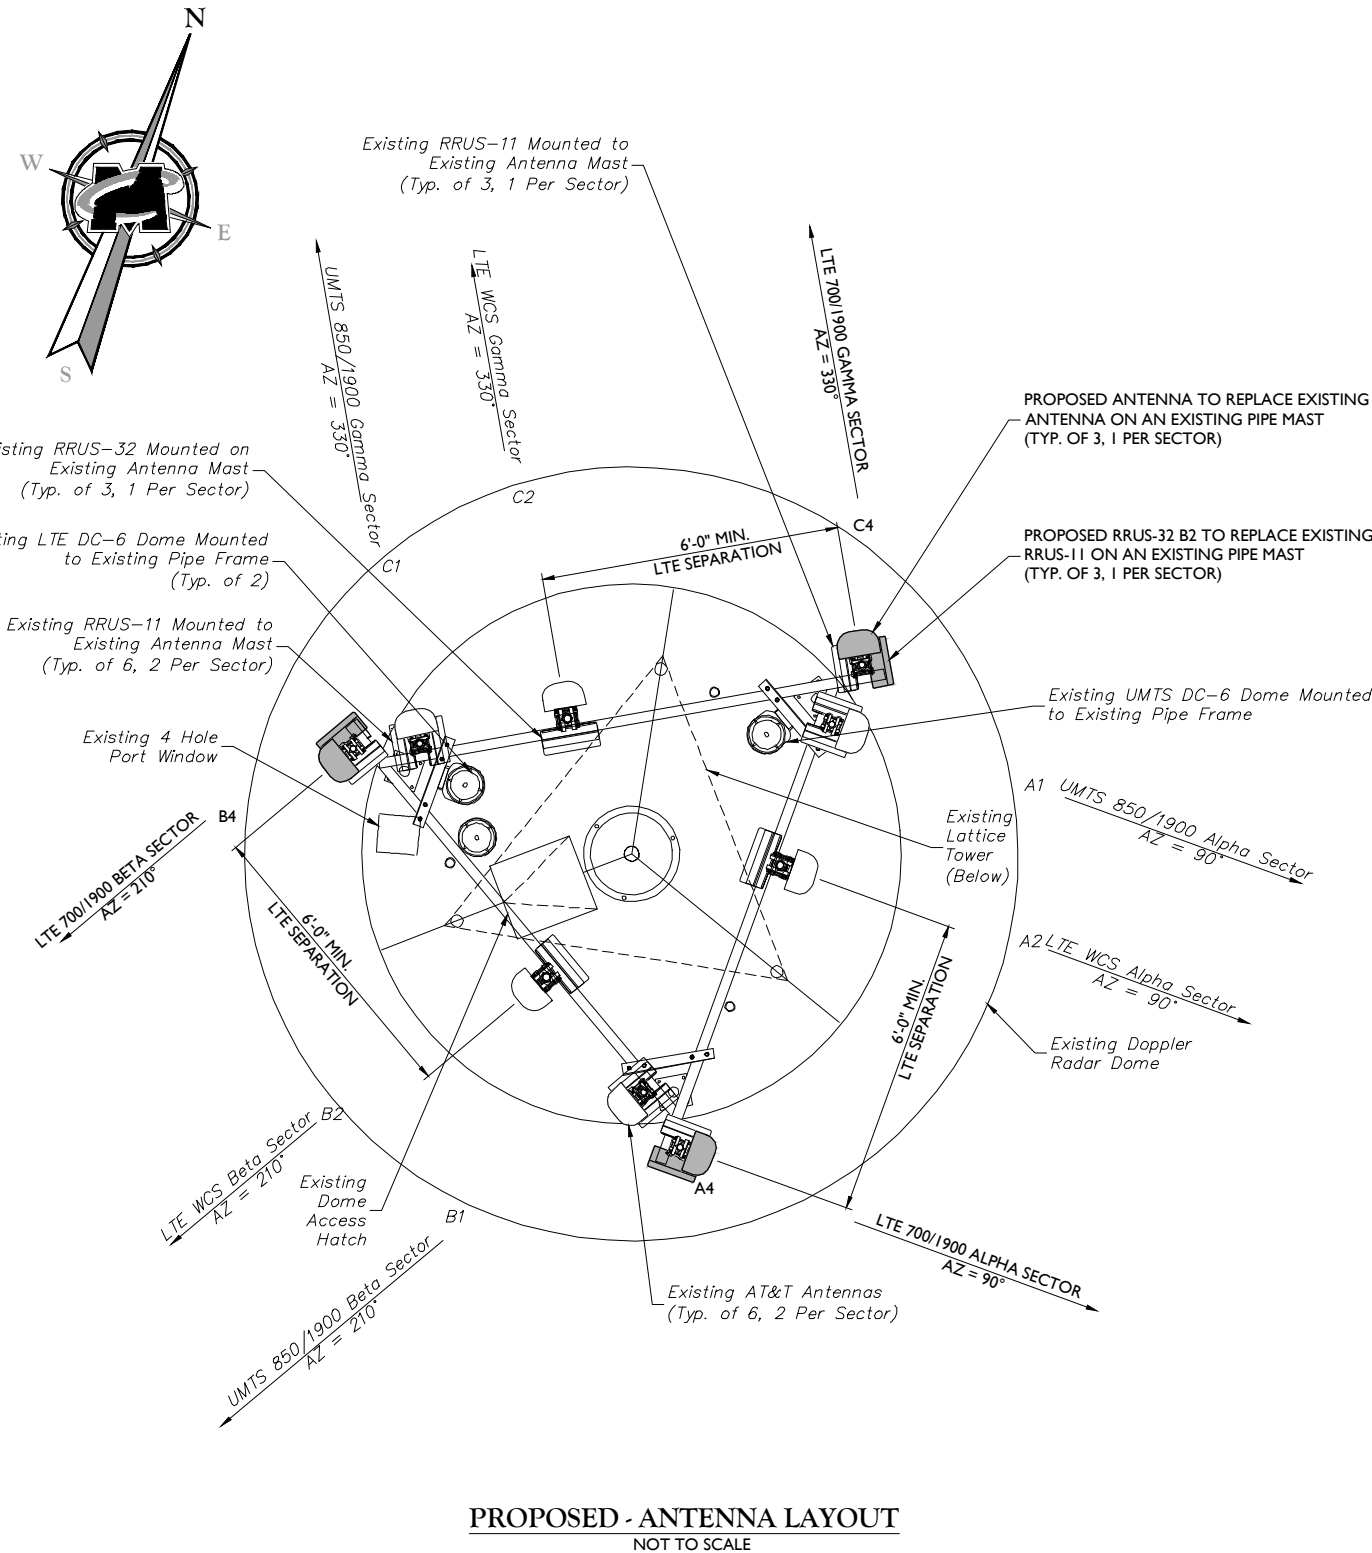 N
W
E
S
Existing RRUS-11 Mounted to
Existing Antenna Mast
(Typ. of 3, 1 Per Sector)
UMTS 850/1900 Gamma Sector
AZ = 330°
LTE WCS Gamma Sector
AZ = 330°
LTE 700/1900 GAMMA SECTOR
AZ = 330°
PROPOSED ANTENNA TO REPLACE EXISTING
ANTENNA ON AN EXISTING PIPE MAST
(TYP. OF 3, 1 PER SECTOR)
isting RRUS-32 Mounted on
Existing Antenna Mast
(Typ. of 3, 1 Per Sector)
C2
C4
C1
6'-0" MIN.
LTE SEPARATION
PROPOSED RRUS-32 B2 TO REPLACE EXISTING
RRUS-11 ON AN EXISTING PIPE MAST
(TYP. OF 3, 1 PER SECTOR)
ting LTE DC-6 Dome Mounted
to Existing Pipe Frame
(Typ. of 2)
Existing RRUS-11 Mounted to
Existing Antenna Mast
(Typ. of 6, 2 Per Sector)
Existing UMTS DC-6 Dome Mounted
to Existing Pipe Frame
Existing 4 Hole
Port Window
A1
UMTS 850/1900 Alpha Sector
AZ = 90°
B4
LTE 700/1900 BETA SECTOR
AZ = 210°
Existing
Lattice
Tower
(Below)
6'-0" MIN.
LTE SEPARATION
A2
LTE WCS Alpha Sector
AZ = 90°
6'-0" MIN.
LTE SEPARATION
Existing Doppler
Radar Dome
B2
LTE WCS Beta Sector
AZ = 210°
Existing
Dome
Access
Hatch
A4
B1
LTE 700/1900 ALPHA SECTOR
AZ = 90°
UMTS 850/1900 Beta Sector
AZ = 210°
Existing AT&T Antennas
(Typ. of 6, 2 Per Sector)
PROPOSED - ANTENNA LAYOUT
NOT TO SCALE